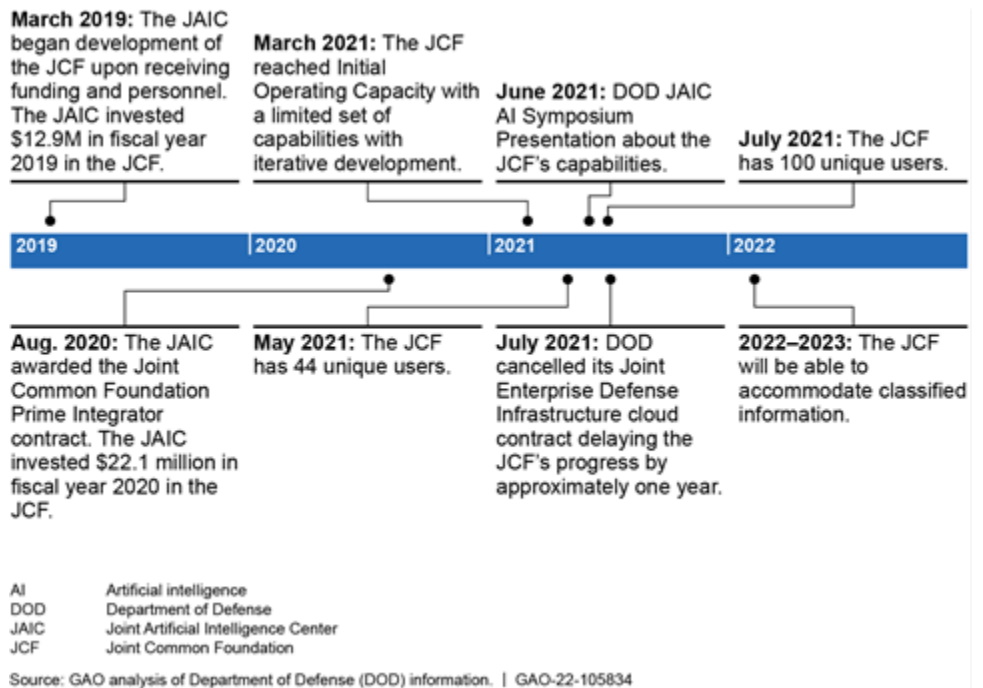 March 2019: The JAIC
began development of
the JCF upon receiving
funding and personnel.
The JAIC invested
$12.9M in fiscal year
2019 in the JCF.
March 2021: The JCF
reached Initial
Operating Capacity with
a limited set of
capabilities with
iterative development.
June 2021: DOD JAIC
AI Symposium
Presentation about the
JCF's capabilities.
July 2021: The JCF
has 100 unique users.
2019
2020
2021
2022
Aug. 2020: The JAIC
awarded the Joint
Common Foundation
Prime Integrator
contract. The JAIC
invested $22.1 million in
fiscal year 2020 in the
JCF.
May 2021: The JCF
has 44 unique users.
July 2021: DOD
cancelled its Joint
Enterprise Defense
Infrastructure cloud
contract delaying the
JCF's progress by
approximately one year.
2022–2023: The JCF
will be able to
accommodate classified
information.
AI Artificial intelligence
DOD Department of Defense
JAIC Joint Artificial Intelligence Center
JCF Joint Common Foundation
Source: GAO analysis of Department of Defense (DOD) information. | GAO-22-105834